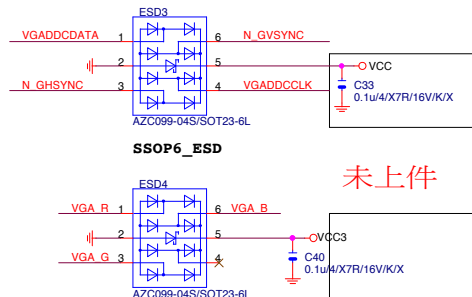 ESD3
VGADDCDATA 1 6 N_GVSYNC
2 5 VCC
N_GHSYNC 3 4 VGADDCCLK
C33
0.1u/4/X7R/16V/K/X
AZC099-04S/SOT23-6L
SSOP6_ESD
未上件
ESD4
VGA_R 1 6 VGA_B
2 5 VCC3
VGA_G 3 4
C40
0.1u/4/X7R/16V/K/X
AZC099-04S/SOT23-6L